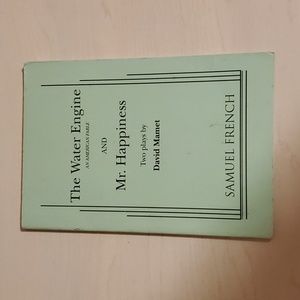 The Water Engine
AN AMERICAN FABLE
AND
Mr. Happiness
Two plays by
David Mamet
SAMUEL FRENCH